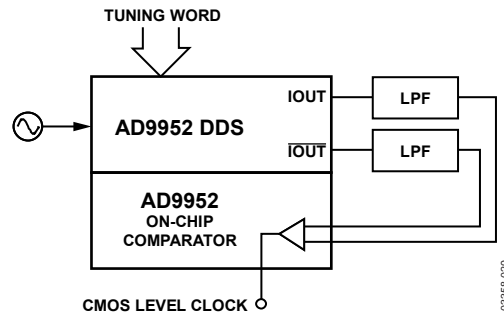 TUNING WORD
AD9952 DDS
IOUT
LPF
IOUT
LPF
AD9952
ON-CHIP
COMPARATOR
CMOS LEVEL CLOCK